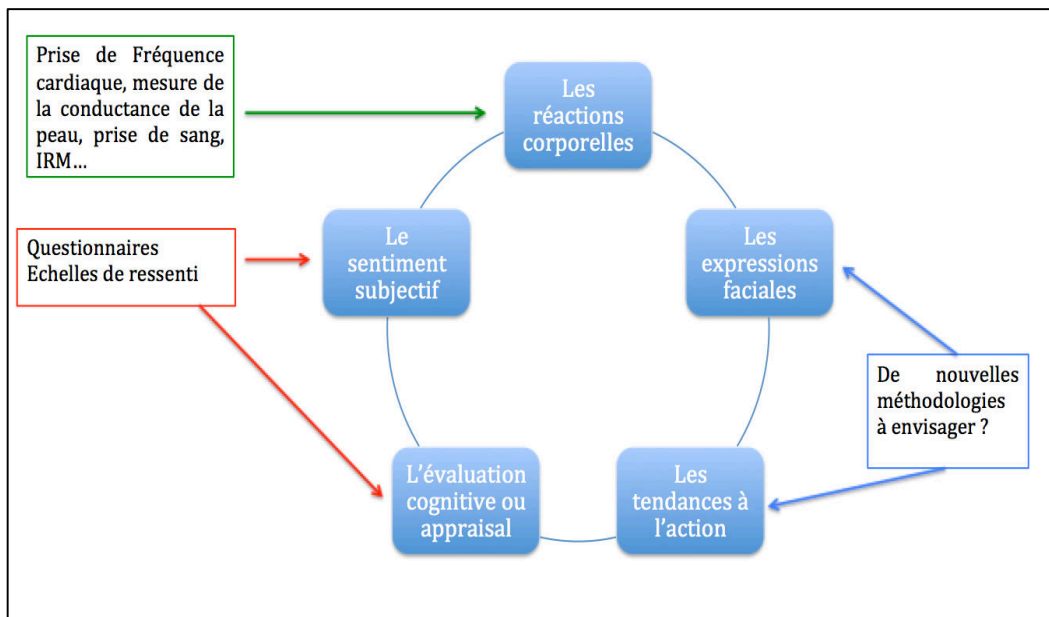 Prise de Fréquence
cardiaque, mesure de
la conductance de la
peau, prise de sang,
IRM…
Les
réactions
corporelles
Questionnaires
Echelles de ressenti
Le
sentiment
subjectif
Les
expressions
faciales
De nouvelles
méthodologies
à envisager ?
L'évaluation
cognitive ou
appraisal
Les
tendances à
l'action